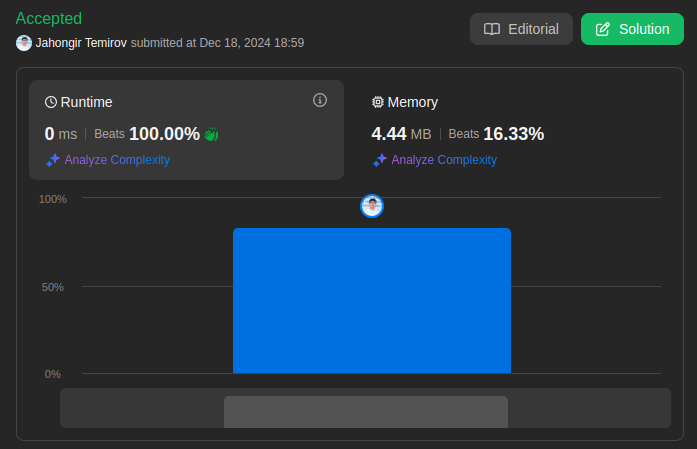 Accepted
Jahongir Temirov submitted at Dec 18, 2024 18:59
Editorial
Solution
Runtime
0 ms | Beats 100.00%
Analyze Complexity
Memory
4.44 MB | Beats 16.33%
Analyze Complexity
100%
50%
0%